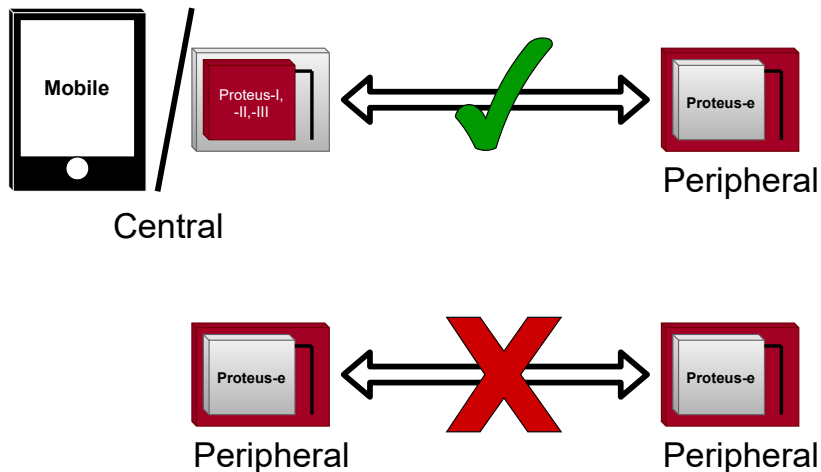 Mobile
Proteus-I,
-II,-III
Proteus-e
Peripheral
Central
Proteus-e
Proteus-e
Peripheral
Peripheral